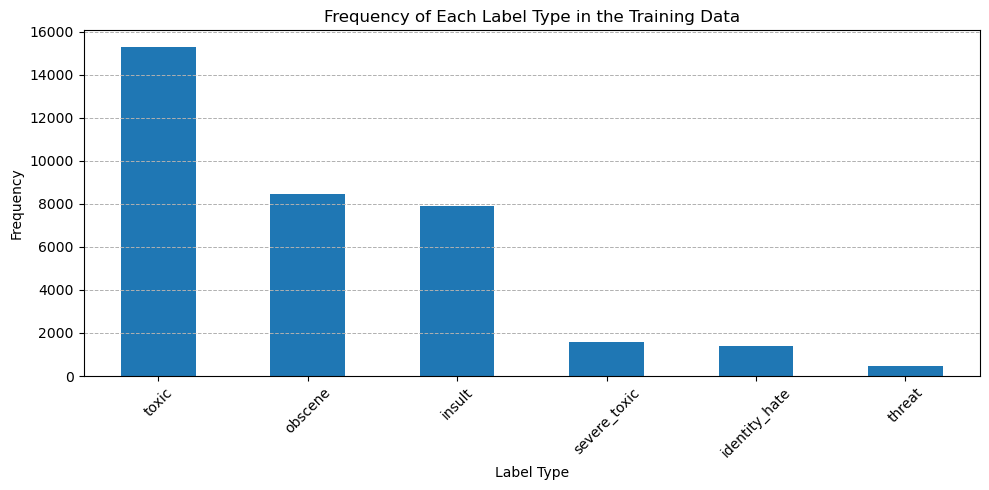 Frequency of Each Label Type in the Training Data
Frequency
16000
14000
12000
10000
8000
6000
4000
2000
0
toxic
obscene
insult
severe_toxic
identity_hate
threat
Label Type